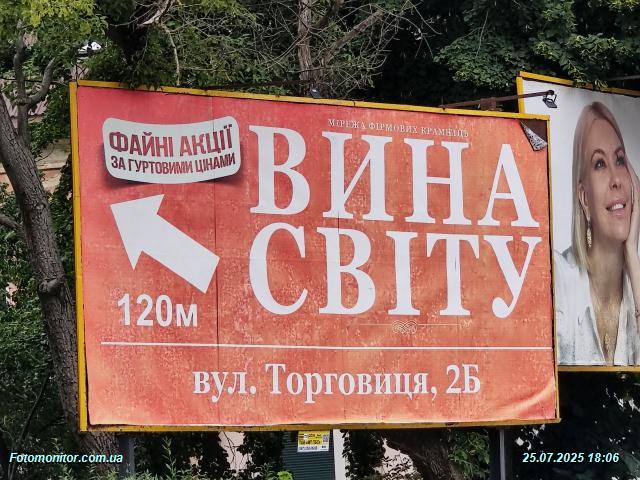 МЕРЕЖА ФІРМОВИХ КРАМНИЦЬ
ФАЙНІ АКЦІЇ
ЗА ГУРТОВИМИ ЦІНАМИ
ВИНА
СВІТУ
120м
вул. Торговиця, 2Б
Fotomonitor.com.ua
25.07.2025 18:06